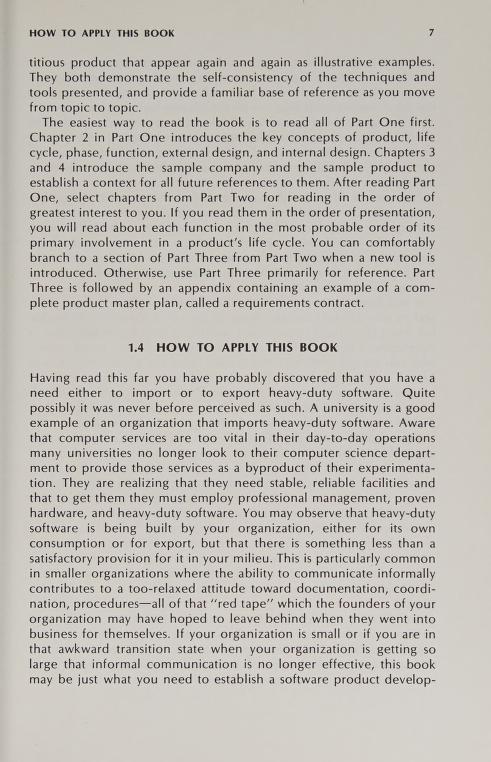 HOW TO APPLY THIS BOOK 7
titious product that appear again and again as illustrative examples.
They both demonstrate the self-consistency of the techniques and
tools presented, and provide a familiar base of reference as you move
from topic to topic.
The easiest way to read the book is to read all of Part One first.
Chapter 2 in Part One introduces the key concepts of product, life
cycle, phase, function, external design, and internal design. Chapters 3
and 4 introduce the sample company and the sample product to
establish a context for all future references to them. After reading Part
One, select chapters from Part Two for reading in the order of
greatest interest to you. If you read them in the order of presentation,
you will read about each function in the most probable order of its
primary involvement in a product's life cycle. You can comfortably
branch to a section of Part Three from Part Two when a new tool is
introduced. Otherwise, use Part Three primarily for reference. Part
Three is followed by an appendix containing an example of a com-
plete product master plan, called a requirements contract.
1.4 HOW TO APPLY THIS BOOK
Having read this far you have probably discovered that you have a
need either to import or to export heavy-duty software. Quite
possibly it was never before perceived as such. A university is a good
example of an organization that imports heavy-duty software. Aware
that computer services are too vital in their day-to-day operations
many universities no longer look to their computer science depart-
ment to provide those services as a byproduct of their experimenta-
tion. They are realizing that they need stable, reliable facilities and
that to get them they must employ professional management, proven
hardware, and heavy-duty software. You may observe that heavy-duty
software is being built by your organization, either for its own
consumption or for export, but that there is something less than a
satisfactory provision for it in your milieu. This is particularly common
in smaller organizations where the ability to communicate informally
contributes to a too-relaxed attitude toward documentation, coordi-
nation, procedures—all of that "red tape" which the founders of your
organization may have hoped to leave behind when they went into
business for themselves. If your organization is small or if you are in
that awkward transition state when your organization is getting so
large that informal communication is no longer effective, this book
may be just what you need to establish a software product develop-